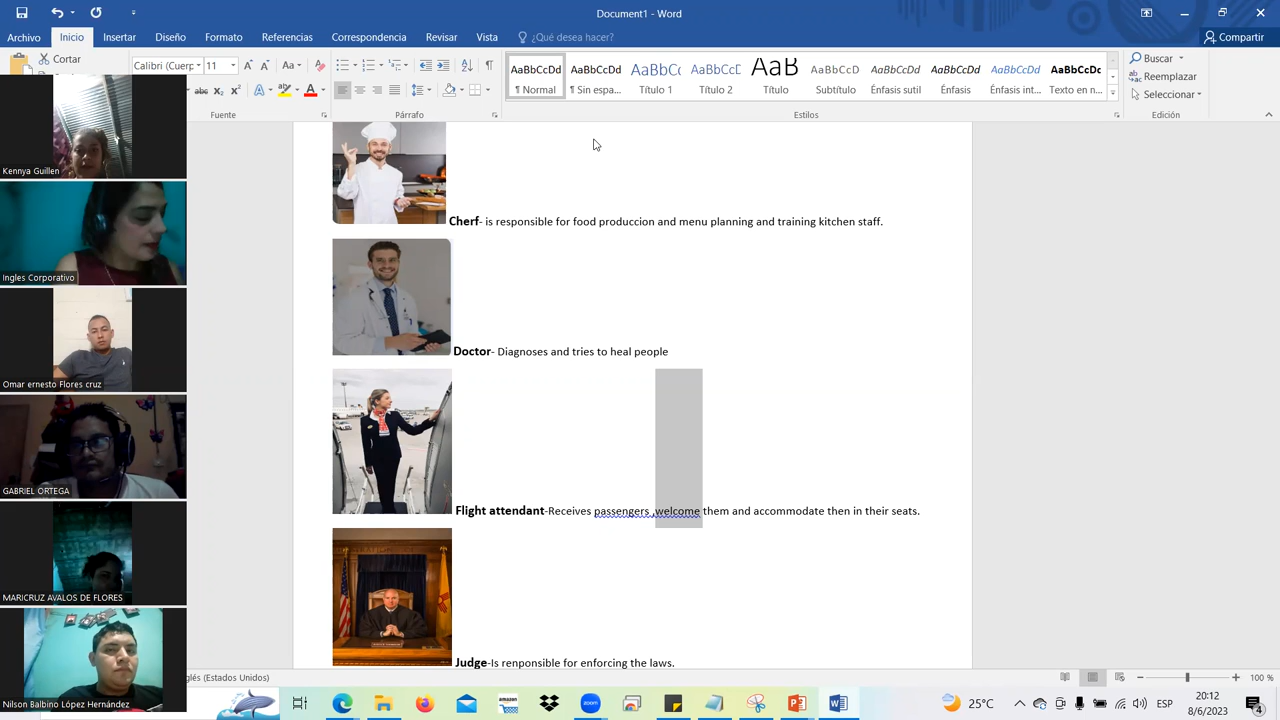 Document1 - Word
Archivo Inicio Insertar Diseño Formato Referencias Correspondencia Revisar Vista ¿Qué desea hacer? Compartir
Cortar
Calibri (Cuerp 11 Aa
AaBbCcDd AaBbCcDd AaBbC AaBbCcD AaB AaBbCcD AaBbCcDd AaBbCcDd AaBbCcDd AaBbCcDc
¶ Normal ¶ Sin espa... Título 1 Título 2 Título Subtítulo Énfasis sutil Énfasis Énfasis int... Texto en n...
Buscar
Reemplazar
Seleccionar
Fuente Párrafo Estilos Edición
Kennya Guillen
Ingles Corporativo
Omar ernesto Flores cruz
GABRIEL ORTEGA
MARICRUZ AVALOS DE FLORES
Nilson Balbino López Hernández
Cherf- is responsible for food produccion and menu planning and training kitchen staff.
Doctor- Diagnoses and tries to heal people
Flight attendant-Receives passengers ,welcome them and accommodate then in their seats.
Judge-Is renponsible for enforcing the laws.
glés (Estados Unidos) 100 %
amazon
zoom
25°C ESP 20:12
8/6/2023
4